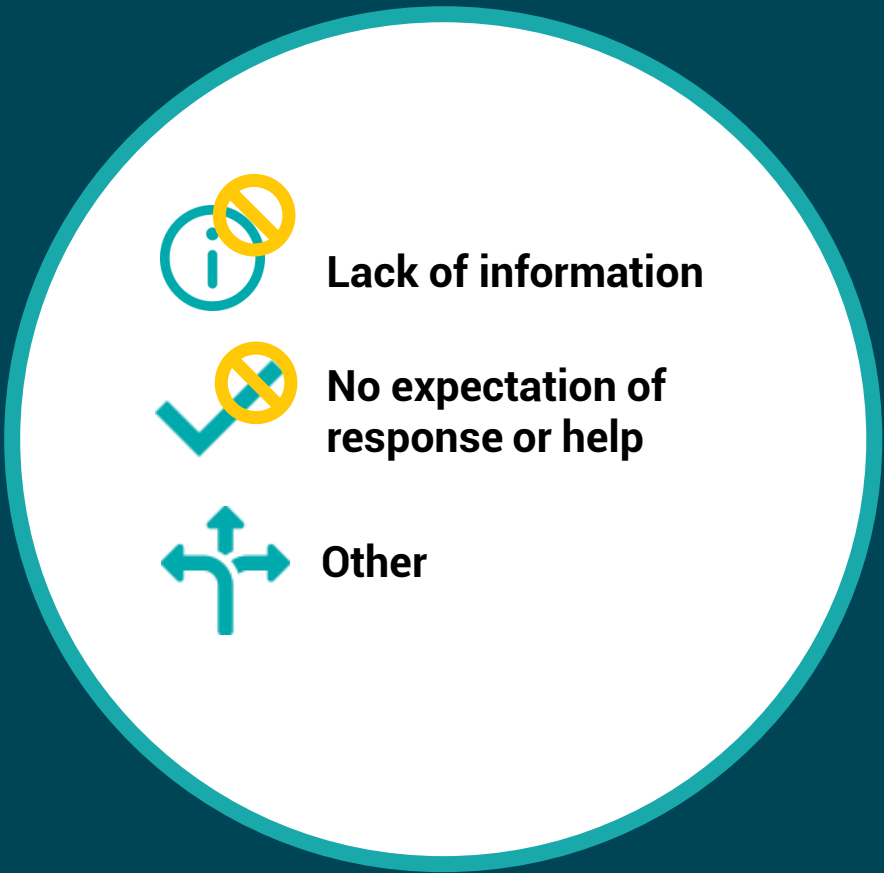 Lack of information
No expectation of
response or help
Other